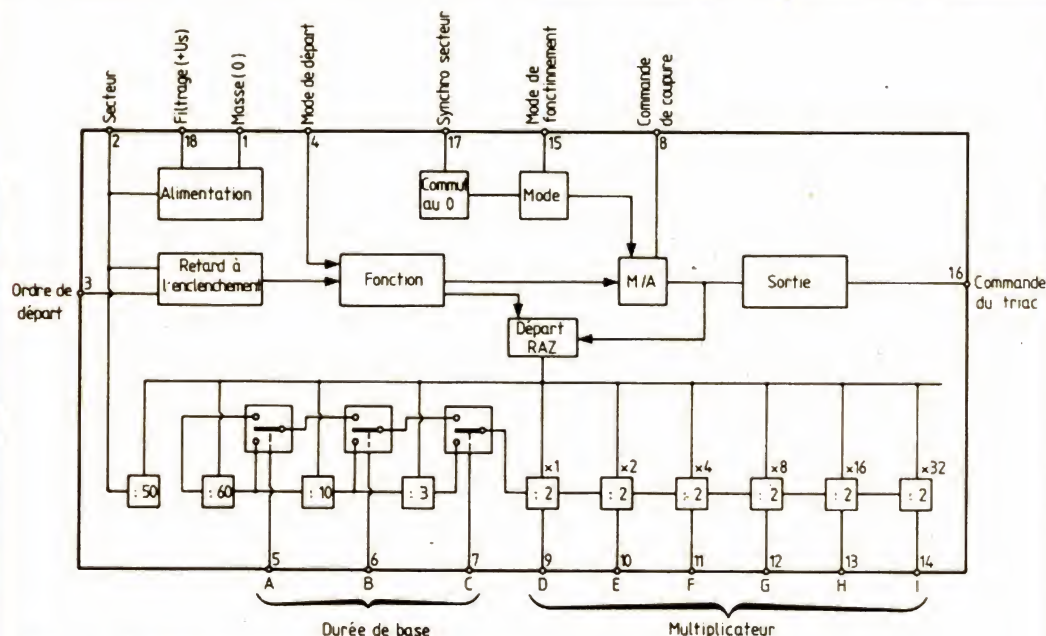 Secteur
Filtrage (+Us)
Masse (0)
Mode de départ
Synchro secteur
Mode de
fonctinnement
Commande
de coupure
2
18
1
4
17
15
8
Alimentation
Commut
au 0
Mode
3
Ordre de
départ
Retard à
l'enclenchement
Fonction
M/A
Sortie
16
Commande
du triac
Départ
RAZ
×1
×2
×4
×8
×16
×32
: 50
: 60
: 10
: 3
: 2
: 2
: 2
: 2
: 2
: 2
5
6
7
9
10
11
12
13
14
A
B
C
D
E
F
G
H
I
Durée de base
Multiplicateur